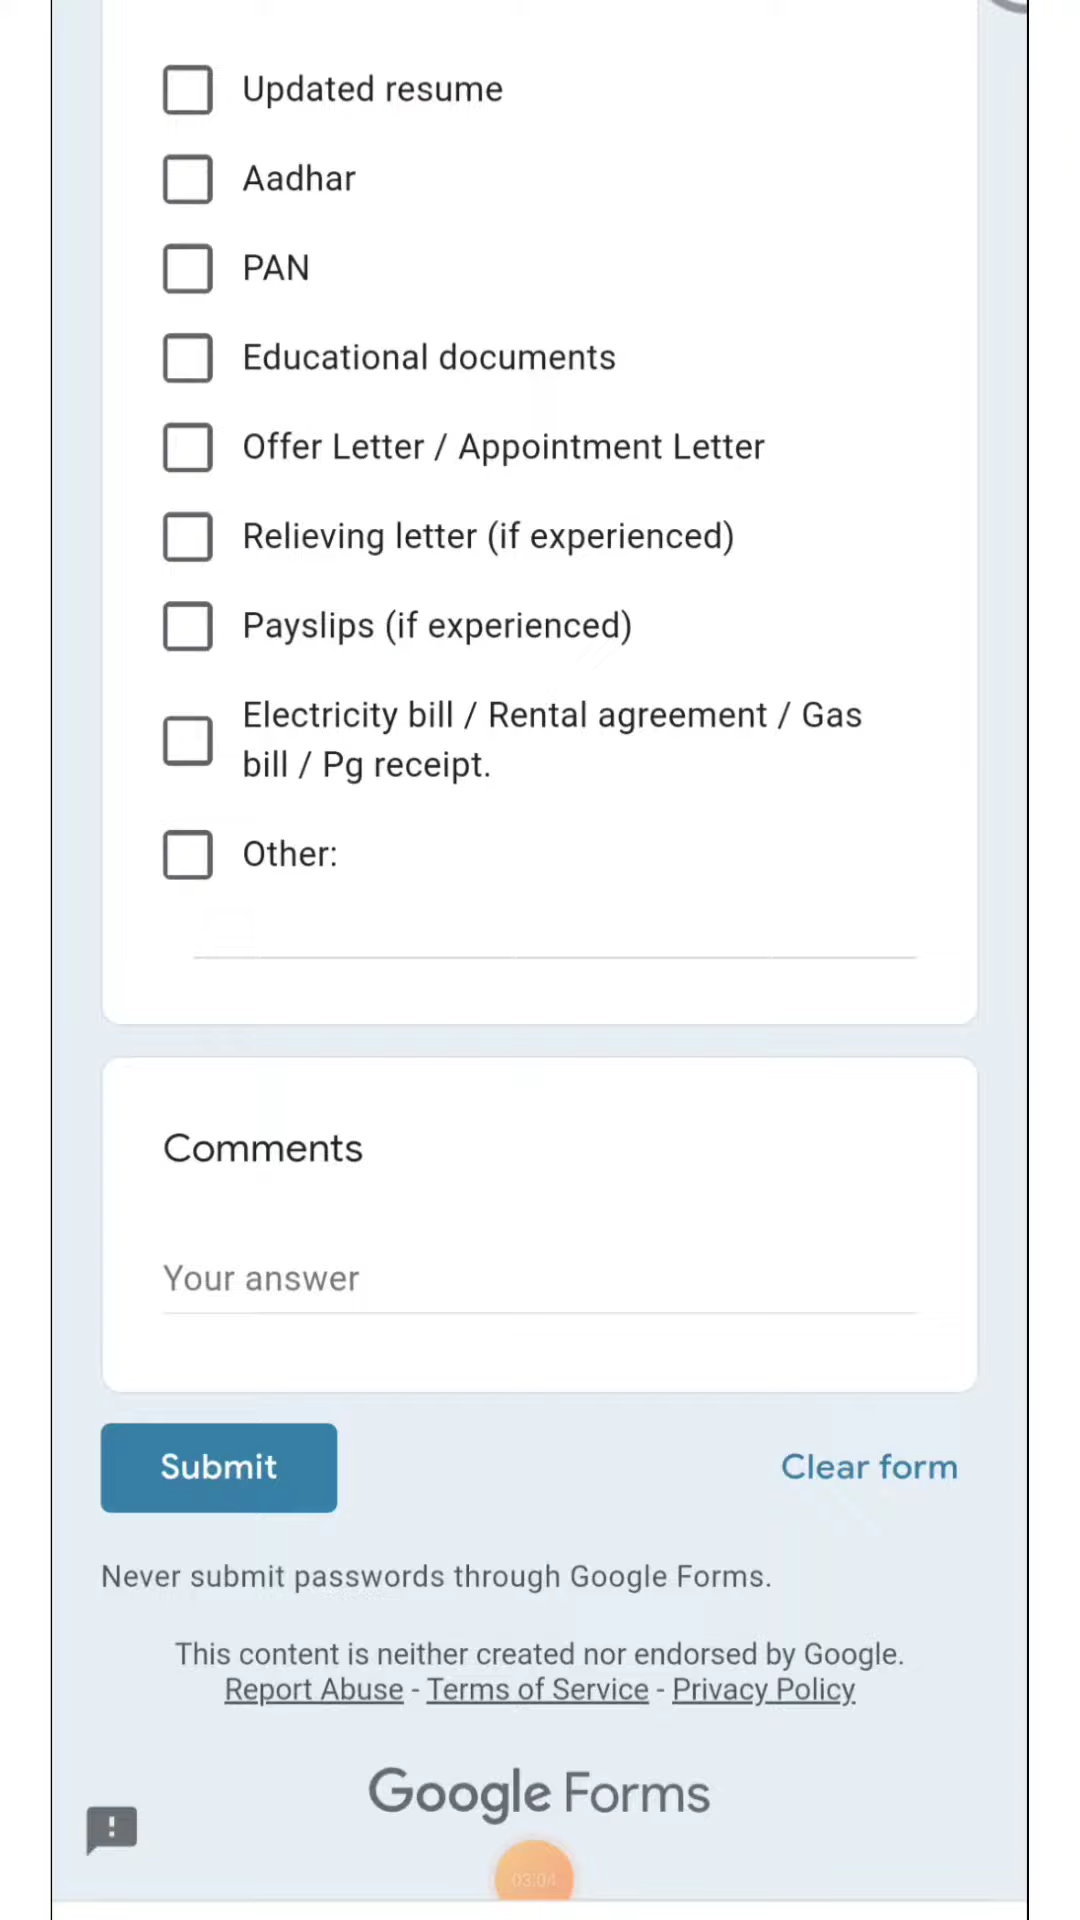 Updated resume
Aadhar
PAN
Educational documents
Offer Letter / Appointment Letter
Relieving letter (if experienced)
Payslips (if experienced)
Electricity bill / Rental agreement / Gas
bill / Pg receipt.
Other:
Comments
Your answer
Submit
Clear form
Never submit passwords through Google Forms.
This content is neither created nor endorsed by Google.
Report Abuse - Terms of Service - Privacy Policy
Google Forms
!
03:04